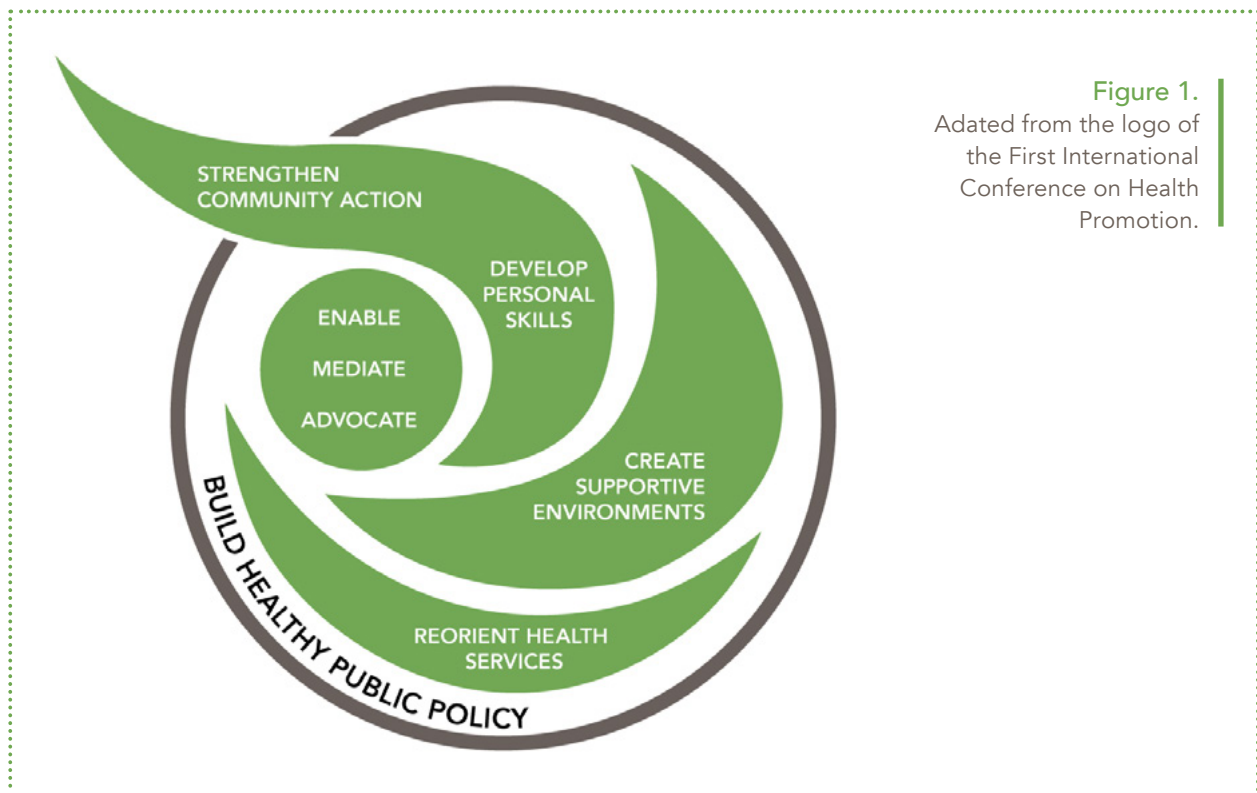 Figure 1.
Adated from the logo of
the First International
Conference on Health
Promotion.
STRENGTHEN
COMMUNITY ACTION
DEVELOP
PERSONAL
SKILLS
ENABLE
MEDIATE
ADVOCATE
CREATE
SUPPORTIVE
ENVIRONMENTS
REORIENT HEALTH
SERVICES
BUILD HEALTHY PUBLIC POLICY